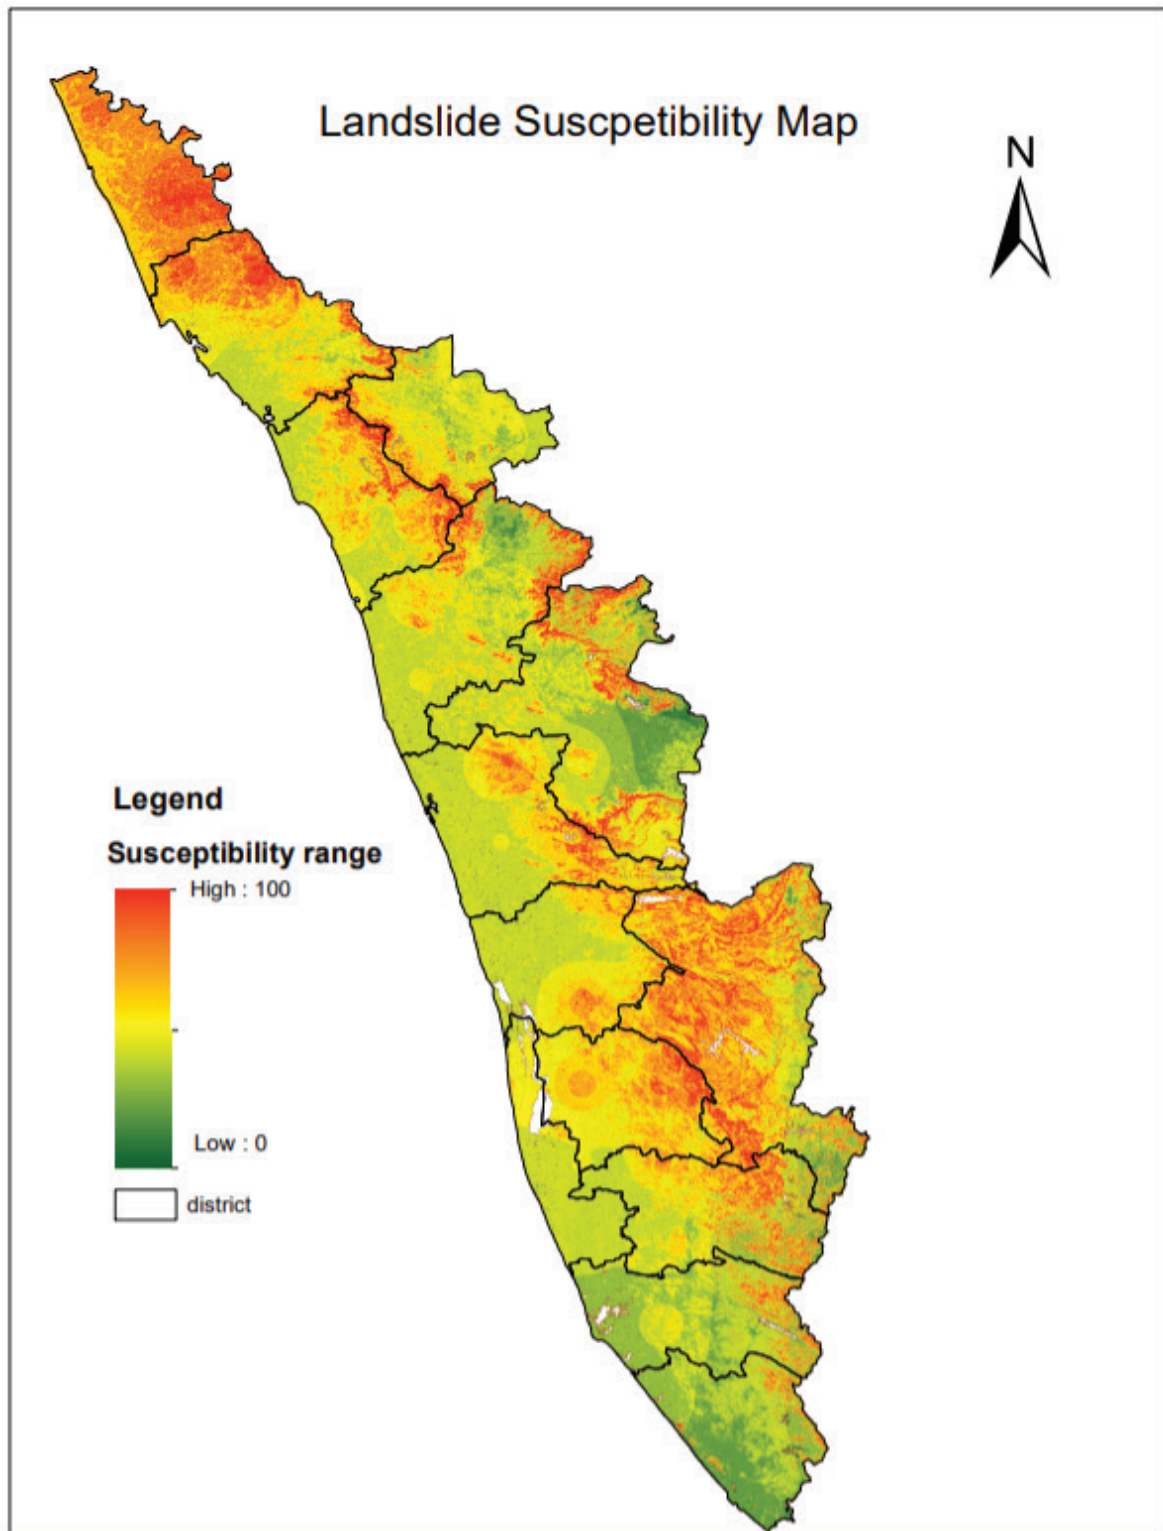 Landslide Suscpetibility Map
N
Legend
Susceptibility range
High : 100
Low : 0
district